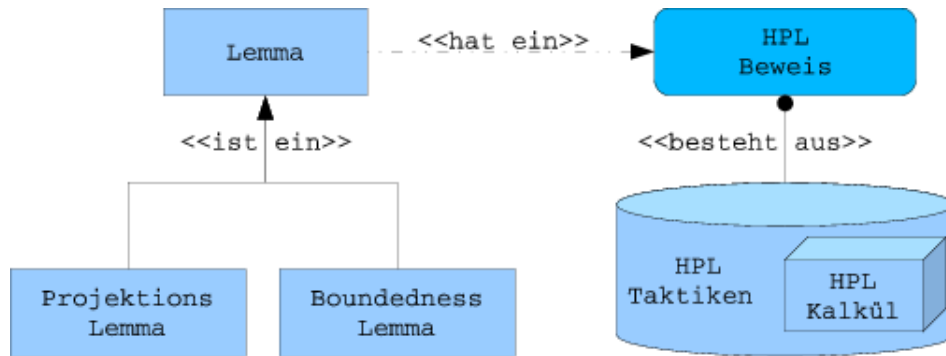 Lemma
<<hat ein>>
HPL
Beweis
<<ist ein>>
<<besteht aus>>
Projektions
Lemma
Boundedness
Lemma
HPL
Taktiken
HPL
Kalkül